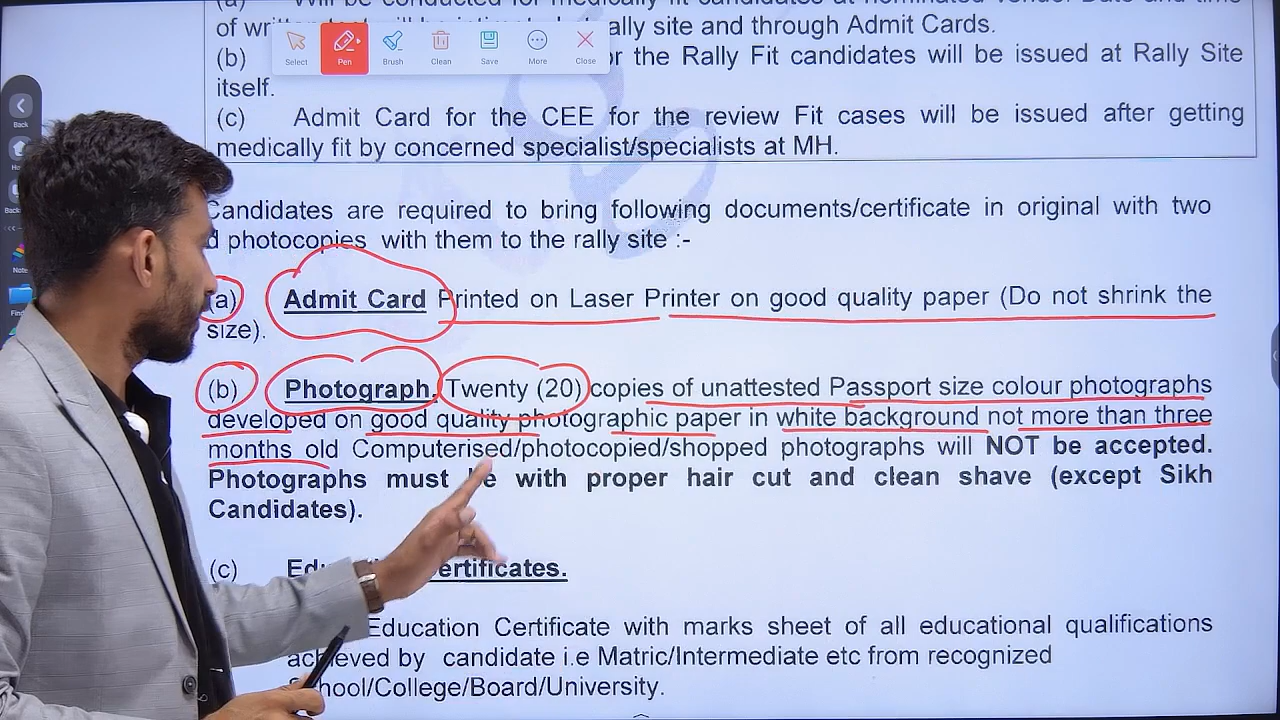 of writ
ally site and through Admit Cards.
(b) or the Rally Fit candidates will be issued at Rally Site
itself.
(c) Admit Card for the CEE for the review Fit cases will be issued after getting
medically fit by concerned specialist/specialists at MH.
Select Pen Brush Clean Save More Close
Back
Candidates are required to bring following documents/certificate in original with two
d photocopies with them to the rally site :-
(a) Admit Card Printed on Laser Printer on good quality paper (Do not shrink the
size).
(b) Photograph. Twenty (20) copies of unattested Passport size colour photographs
developed on good quality photographic paper in white background not more than three
months old Computerised/photocopied/shopped photographs will NOT be accepted.
Photographs must be with proper hair cut and clean shave (except Sikh
Candidates).
(c) Ed ertificates.
Education Certificate with marks sheet of all educational qualifications
achieved by candidate i.e Matric/Intermediate etc from recognized
School/College/Board/University.